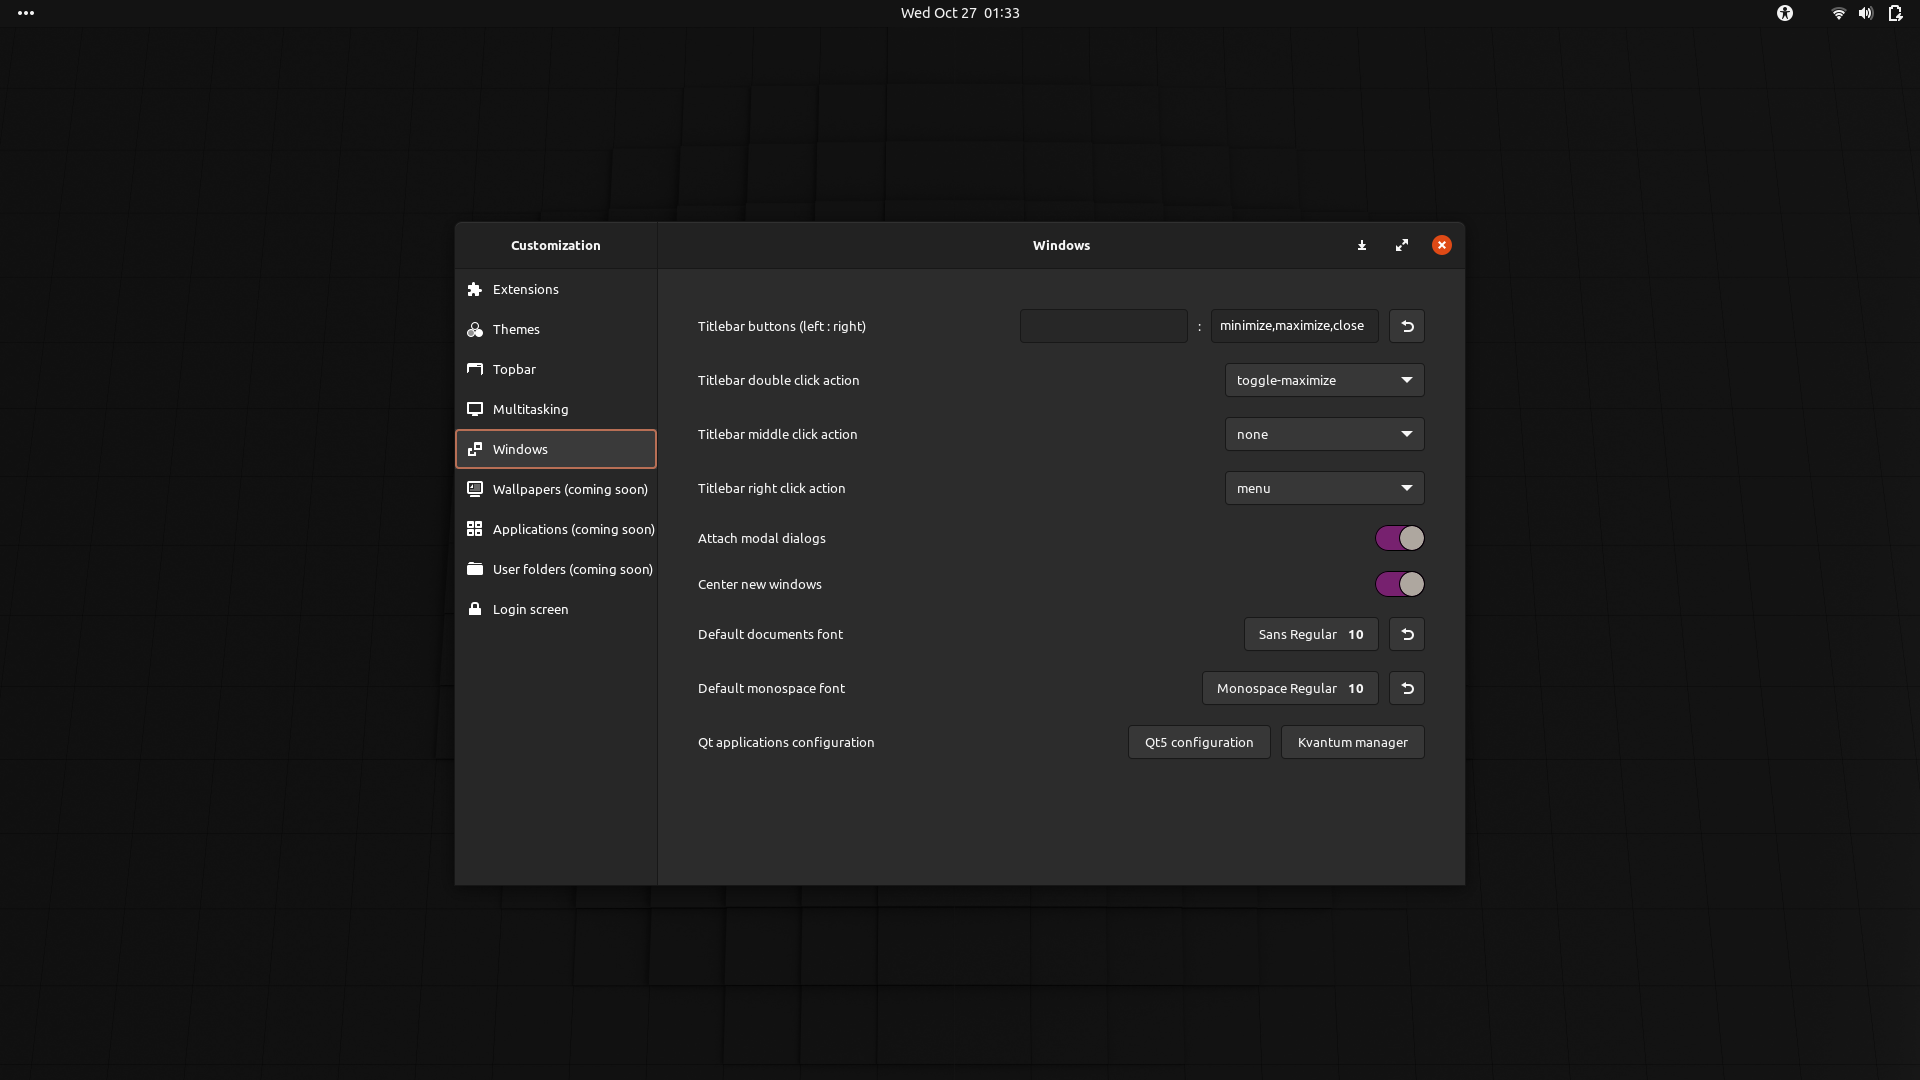 Wed Oct 27 01:33
Customization
Windows
Extensions
Themes
Topbar
Multitasking
Windows
Wallpapers (coming soon)
Applications (coming soon)
User folders (coming soon)
Login screen
Titlebar buttons (left : right)
: minimize,maximize,close
Titlebar double click action
toggle-maximize
Titlebar middle click action
none
Titlebar right click action
menu
Attach modal dialogs
Center new windows
Default documents font
Sans Regular 10
Default monospace font
Monospace Regular 10
Qt applications configuration
Qt5 configuration
Kvantum manager